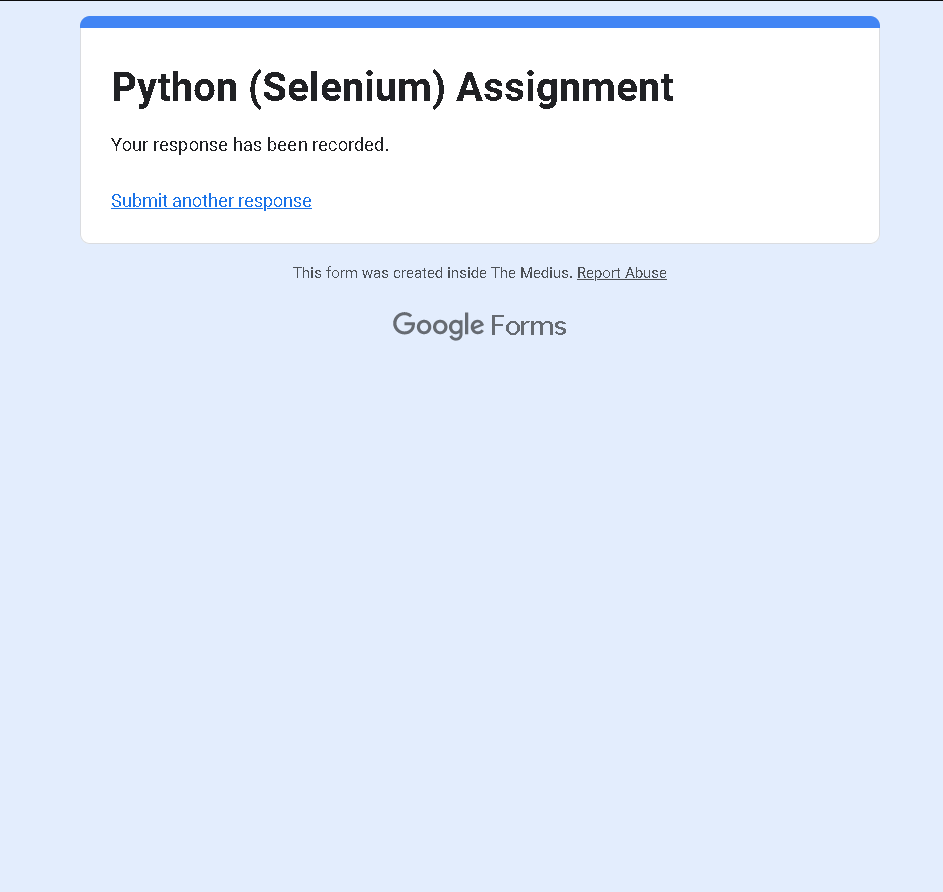 Python (Selenium) Assignment
Your response has been recorded.
Submit another response
This form was created inside The Medius. Report Abuse
Google Forms